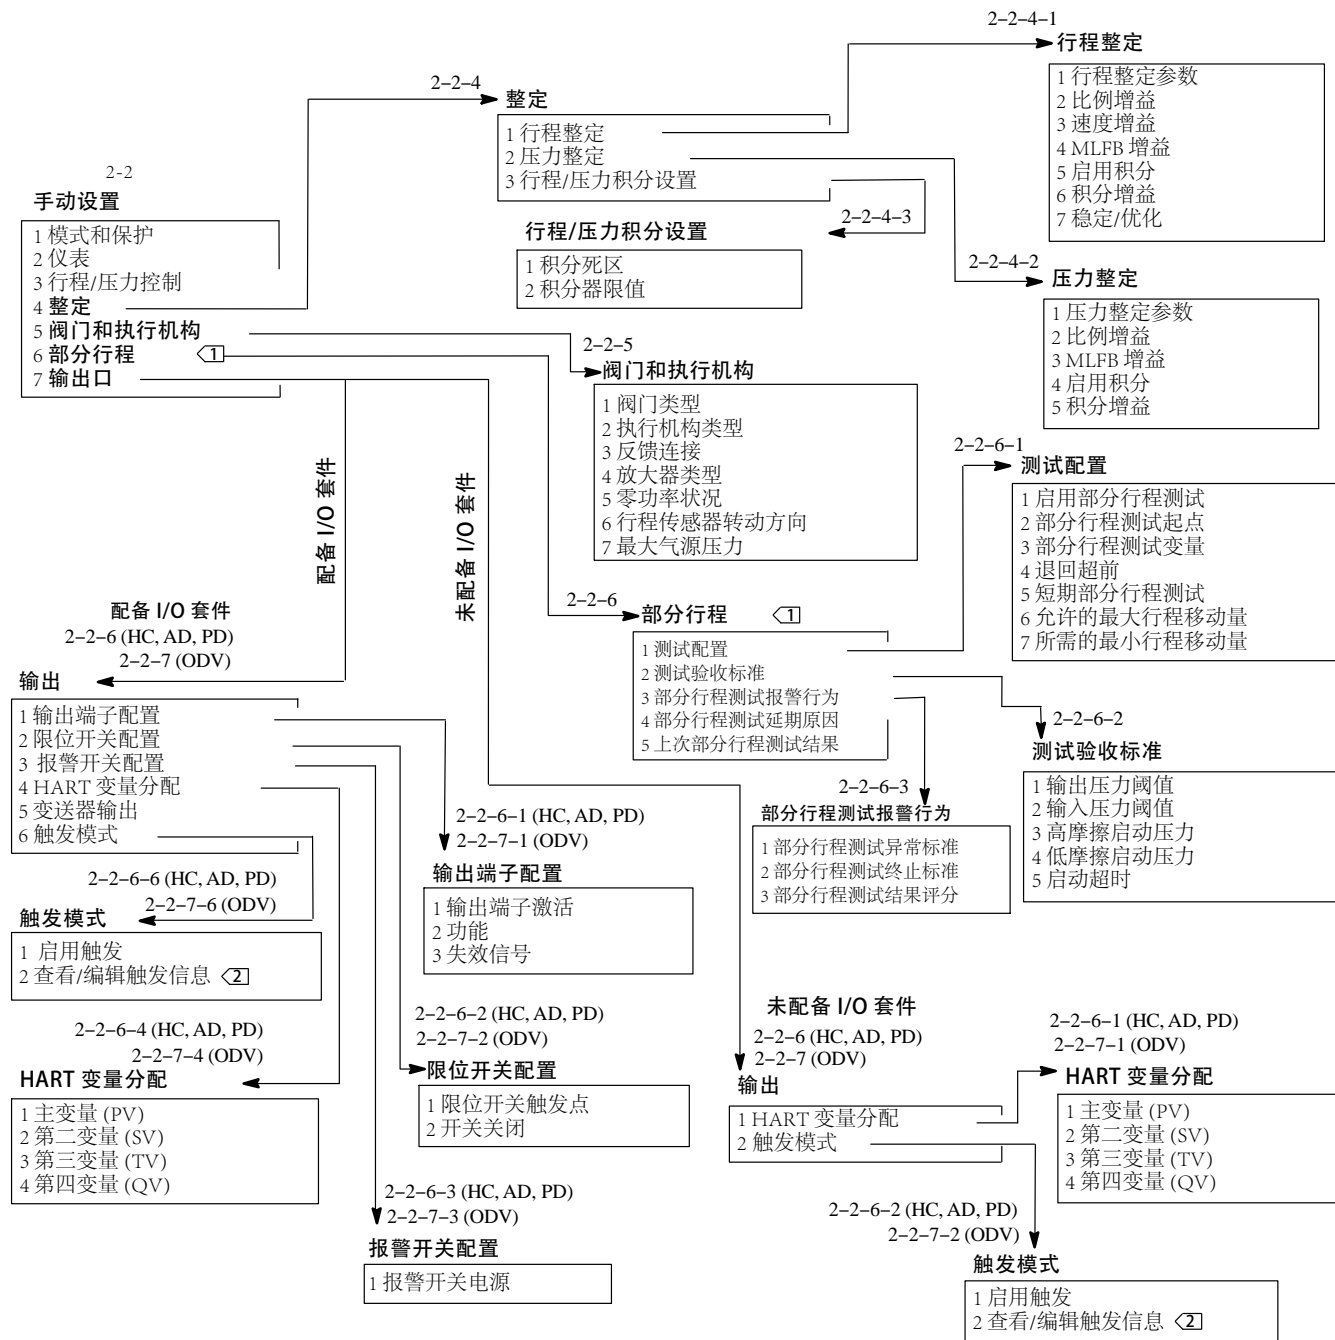 2-2-4-1
行程整定
1 行程整定参数
2 比例增益
3 速度增益
4 MLFB 增益
5 启用积分
6 积分增益
7 稳定/优化
2-2-4
整定
1 行程整定
2 压力整定
3 行程/压力积分设置
2-2
手动设置
1 模式和保护
2 仪表
3 行程/压力控制
4 整定
5 阀门和执行机构
6 部分行程 1
7 输出口
2-2-4-3
行程/压力积分设置
1 积分死区
2 积分器限值
2-2-4-2
压力整定
1 压力整定参数
2 比例增益
3 MLFB 增益
4 启用积分
5 积分增益
2-2-5
阀门和执行机构
1 阀门类型
2 执行机构类型
3 反馈连接
4 放大器类型
5 零功率状况
6 行程传感器转动方向
7 最大气源压力
2-2-6-1
测试配置
1 启用部分行程测试
2 部分行程测试起点
3 部分行程测试变量
4 退回超前
5 短期部分行程测试
6 允许的最大行程移动量
7 所需的最小行程移动量
配备 I/O 套件
未配备 I/O 套件
2-2-6
部分行程 1
1 测试配置
2 测试验收标准
3 部分行程测试报警行为
4 部分行程测试延期原因
5 上次部分行程测试结果
配备 I/O 套件
2-2-6 (HC, AD, PD)
2-2-7 (ODV)
输出
1 输出端子配置
2 限位开关配置
3 报警开关配置
4 HART 变量分配
5 变送器输出
6 触发模式
2-2-6-2
测试验收标准
1 输出压力阈值
2 输入压力阈值
3 高摩擦启动压力
4 低摩擦启动压力
5 启动超时
2-2-6-3
部分行程测试报警行为
1 部分行程测试异常标准
2 部分行程测试终止标准
3 部分行程测试结果评分
2-2-6-1 (HC, AD, PD)
2-2-7-1 (ODV)
输出端子配置
1 输出端子激活
2 功能
3 失效信号
2-2-6-6 (HC, AD, PD)
2-2-7-6 (ODV)
触发模式
1 启用触发
2 查看/编辑触发信息 2
2-2-6-4 (HC, AD, PD)
2-2-7-4 (ODV)
HART 变量分配
1 主变量 (PV)
2 第二变量 (SV)
3 第三变量 (TV)
4 第四变量 (QV)
2-2-6-2 (HC, AD, PD)
2-2-7-2 (ODV)
限位开关配置
1 限位开关触发点
2 开关关闭
2-2-6-3 (HC, AD, PD)
2-2-7-3 (ODV)
报警开关配置
1 报警开关电源
未配备 I/O 套件
2-2-6 (HC, AD, PD)
2-2-7 (ODV)
输出
1 HART 变量分配
2 触发模式
2-2-6-1 (HC, AD, PD)
2-2-7-1 (ODV)
HART 变量分配
1 主变量 (PV)
2 第二变量 (SV)
3 第三变量 (TV)
4 第四变量 (QV)
2-2-6-2 (HC, AD, PD)
2-2-7-2 (ODV)
触发模式
1 启用触发
2 查看/编辑触发信息 2